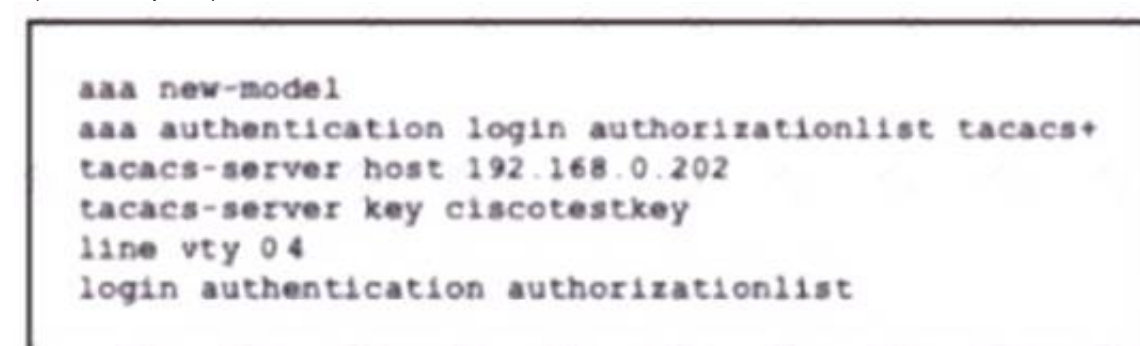 aaa new-model
aaa authentication login authorizationlist tacacs+
tacacs-server host 192.168.0.202
tacacs-server key ciscotestkey
line vty 0 4
login authentication authorizationlist